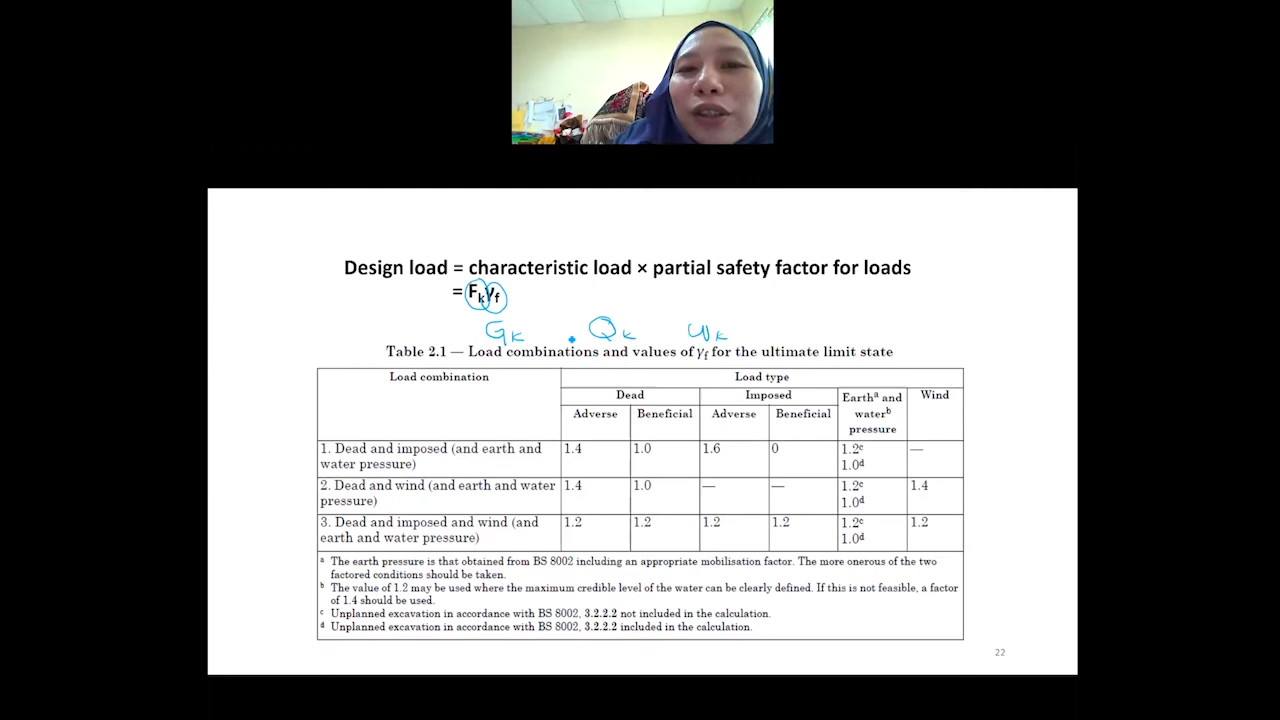 Design load = characteristic load × partial safety factor for loads
= Fkγf
Gk Qk Wk
Table 2.1 — Load combinations and values of γf for the ultimate limit state
Load combination
Load type
Dead
Imposed
Earthᵃ and water ᵇ pressure
Wind
Adverse
Beneficial
Adverse
Beneficial
1. Dead and imposed (and earth and water pressure)
1.4
1.0
1.6
0
1.2ᶜ
1.0ᵈ
—
2. Dead and wind (and earth and water pressure)
1.4
1.0
—
—
1.2ᶜ
1.0ᵈ
1.4
3. Dead and imposed and wind (and earth and water pressure)
1.2
1.2
1.2
1.2
1.2ᶜ
1.0ᵈ
1.2
ᵃ The earth pressure is that obtained from BS 8002 including an appropriate mobilisation factor. The more onerous of the two
factored conditions should be taken.
ᵇ The value of 1.2 may be used where the maximum credible level of the water can be clearly defined. If this is not feasible, a factor
of 1.4 should be used.
ᶜ Unplanned excavation in accordance with BS 8002, 3.2.2.2 not included in the calculation.
ᵈ Unplanned excavation in accordance with BS 8002, 3.2.2.2 included in the calculation.
22